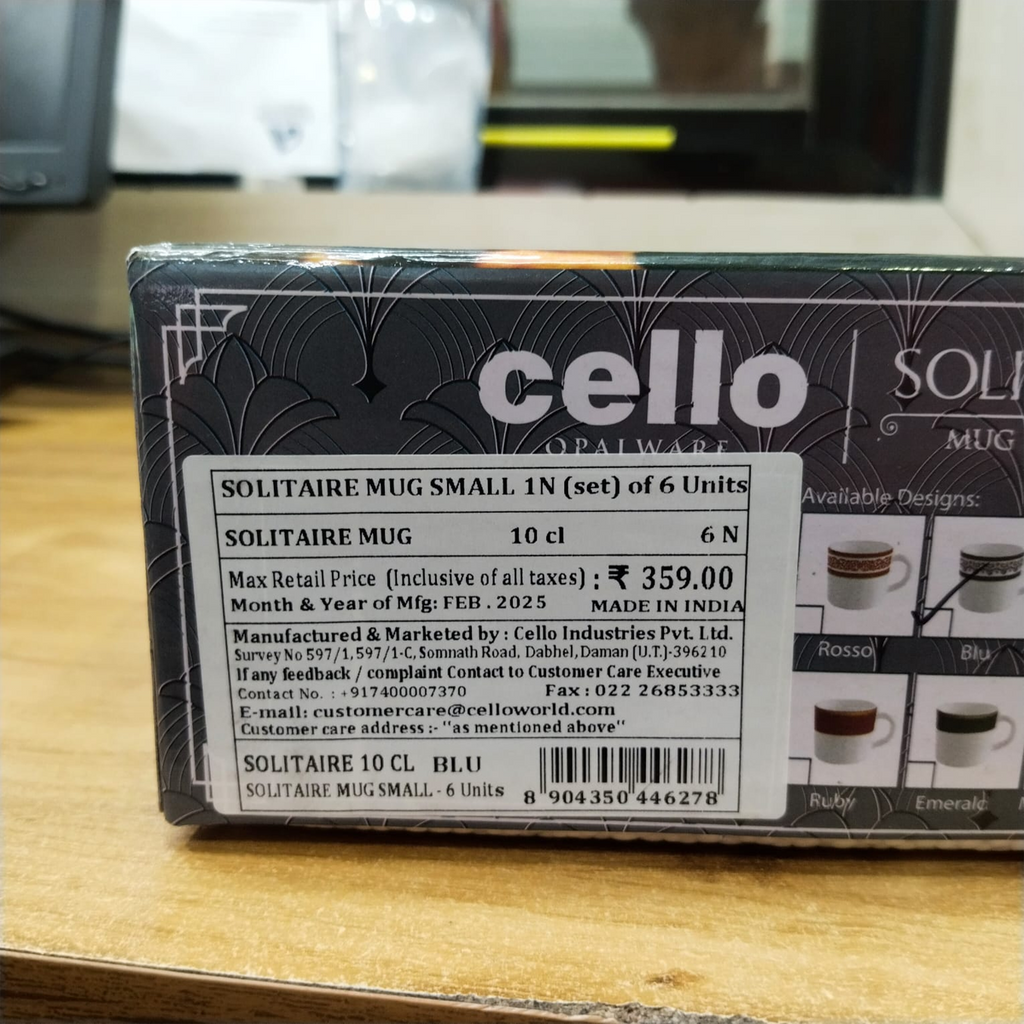 cello
OPALWARE
SOLI
MUG
SOLITAIRE MUG SMALL 1N (set) of 6 Units
SOLITAIRE MUG 10 cl 6 N
Max Retail Price (Inclusive of all taxes) : ₹ 359.00
Month & Year of Mfg: FEB . 2025 MADE IN INDIA
Manufactured & Marketed by : Cello Industries Pvt. Ltd.
Survey No 597/1, 597/1-C, Somnath Road, Dabhel, Daman (U.T.)-396210
If any feedback / complaint Contact to Customer Care Executive
Contact No. : +917400007370 Fax : 022 26853333
E-mail: customercare@celloworld.com
Customer care address :- "as mentioned above"
SOLITAIRE 10 CL BLU
SOLITAIRE MUG SMALL - 6 Units
8 904350 446278
Available Designs:
Rosso Blu
Ruby Emerald